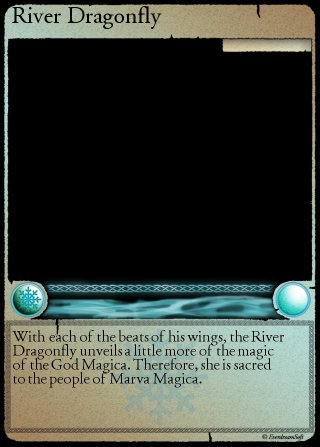 River Dragonfly
With each of the beats of his wings, the River
Dragonfly unveils a little more of the magic
of the God Magica. Therefore, she is sacred
to the people of Marva Magica.
© EverdreamSoft